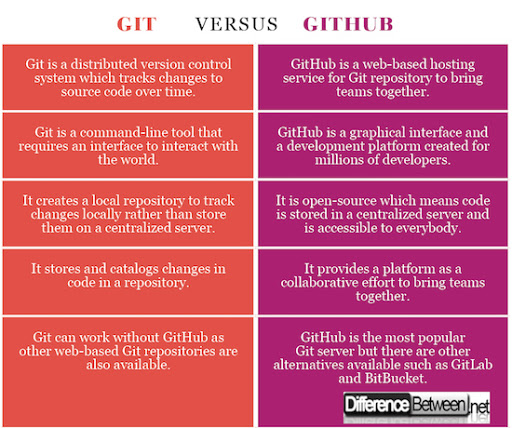 GIT VERSUS GITHUB
Git is a distributed version control
system which tracks changes to
source code over time.
GitHub is a web-based hosting
service for Git repository to bring
teams together.
Git is a command-line tool that
requires an interface to interact with
the world.
GitHub is a graphical interface and
a development platform created for
millions of developers.
It creates a local repository to track
changes locally rather than store
them on a centralized server.
It is open-source which means code
is stored in a centralized server and
is accessible to everybody.
It stores and catalogs changes in
code in a repository.
It provides a platform as a
collaborative effort to bring teams
together.
Git can work without GitHub as
other web-based Git repositories are
also available.
GitHub is the most popular
Git server but there are other
alternatives available such as GitLab
and BitBucket.
DifferenceBetween.net